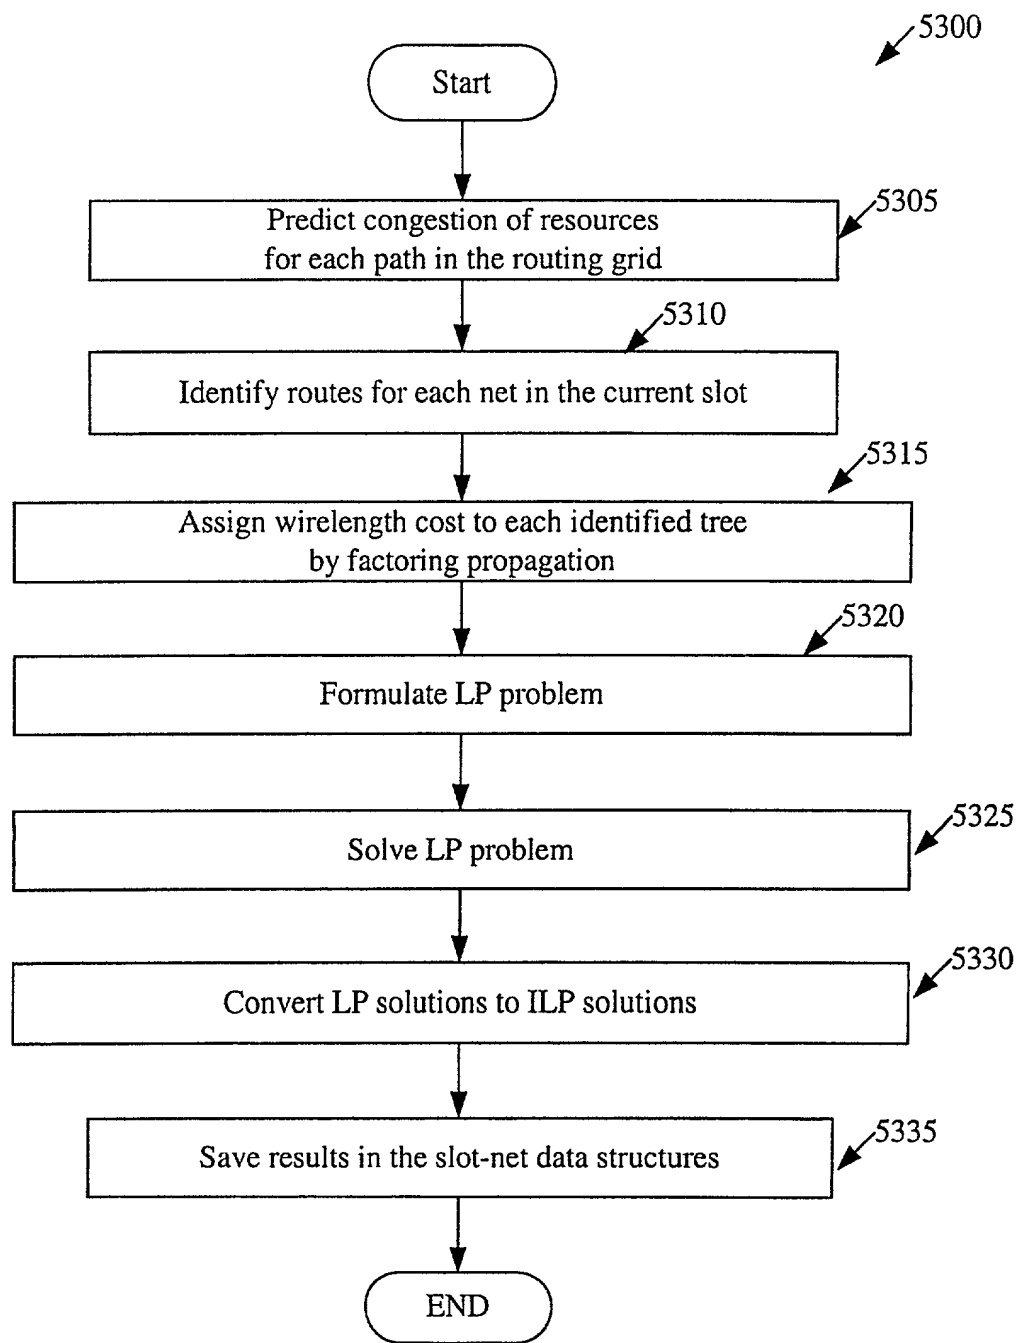 5300
Start
5305
Predict congestion of resources
for each path in the routing grid
5310
Identify routes for each net in the current slot
5315
Assign wirelength cost to each identified tree
by factoring propagation
5320
Formulate LP problem
5325
Solve LP problem
5330
Convert LP solutions to ILP solutions
5335
Save results in the slot-net data structures
END